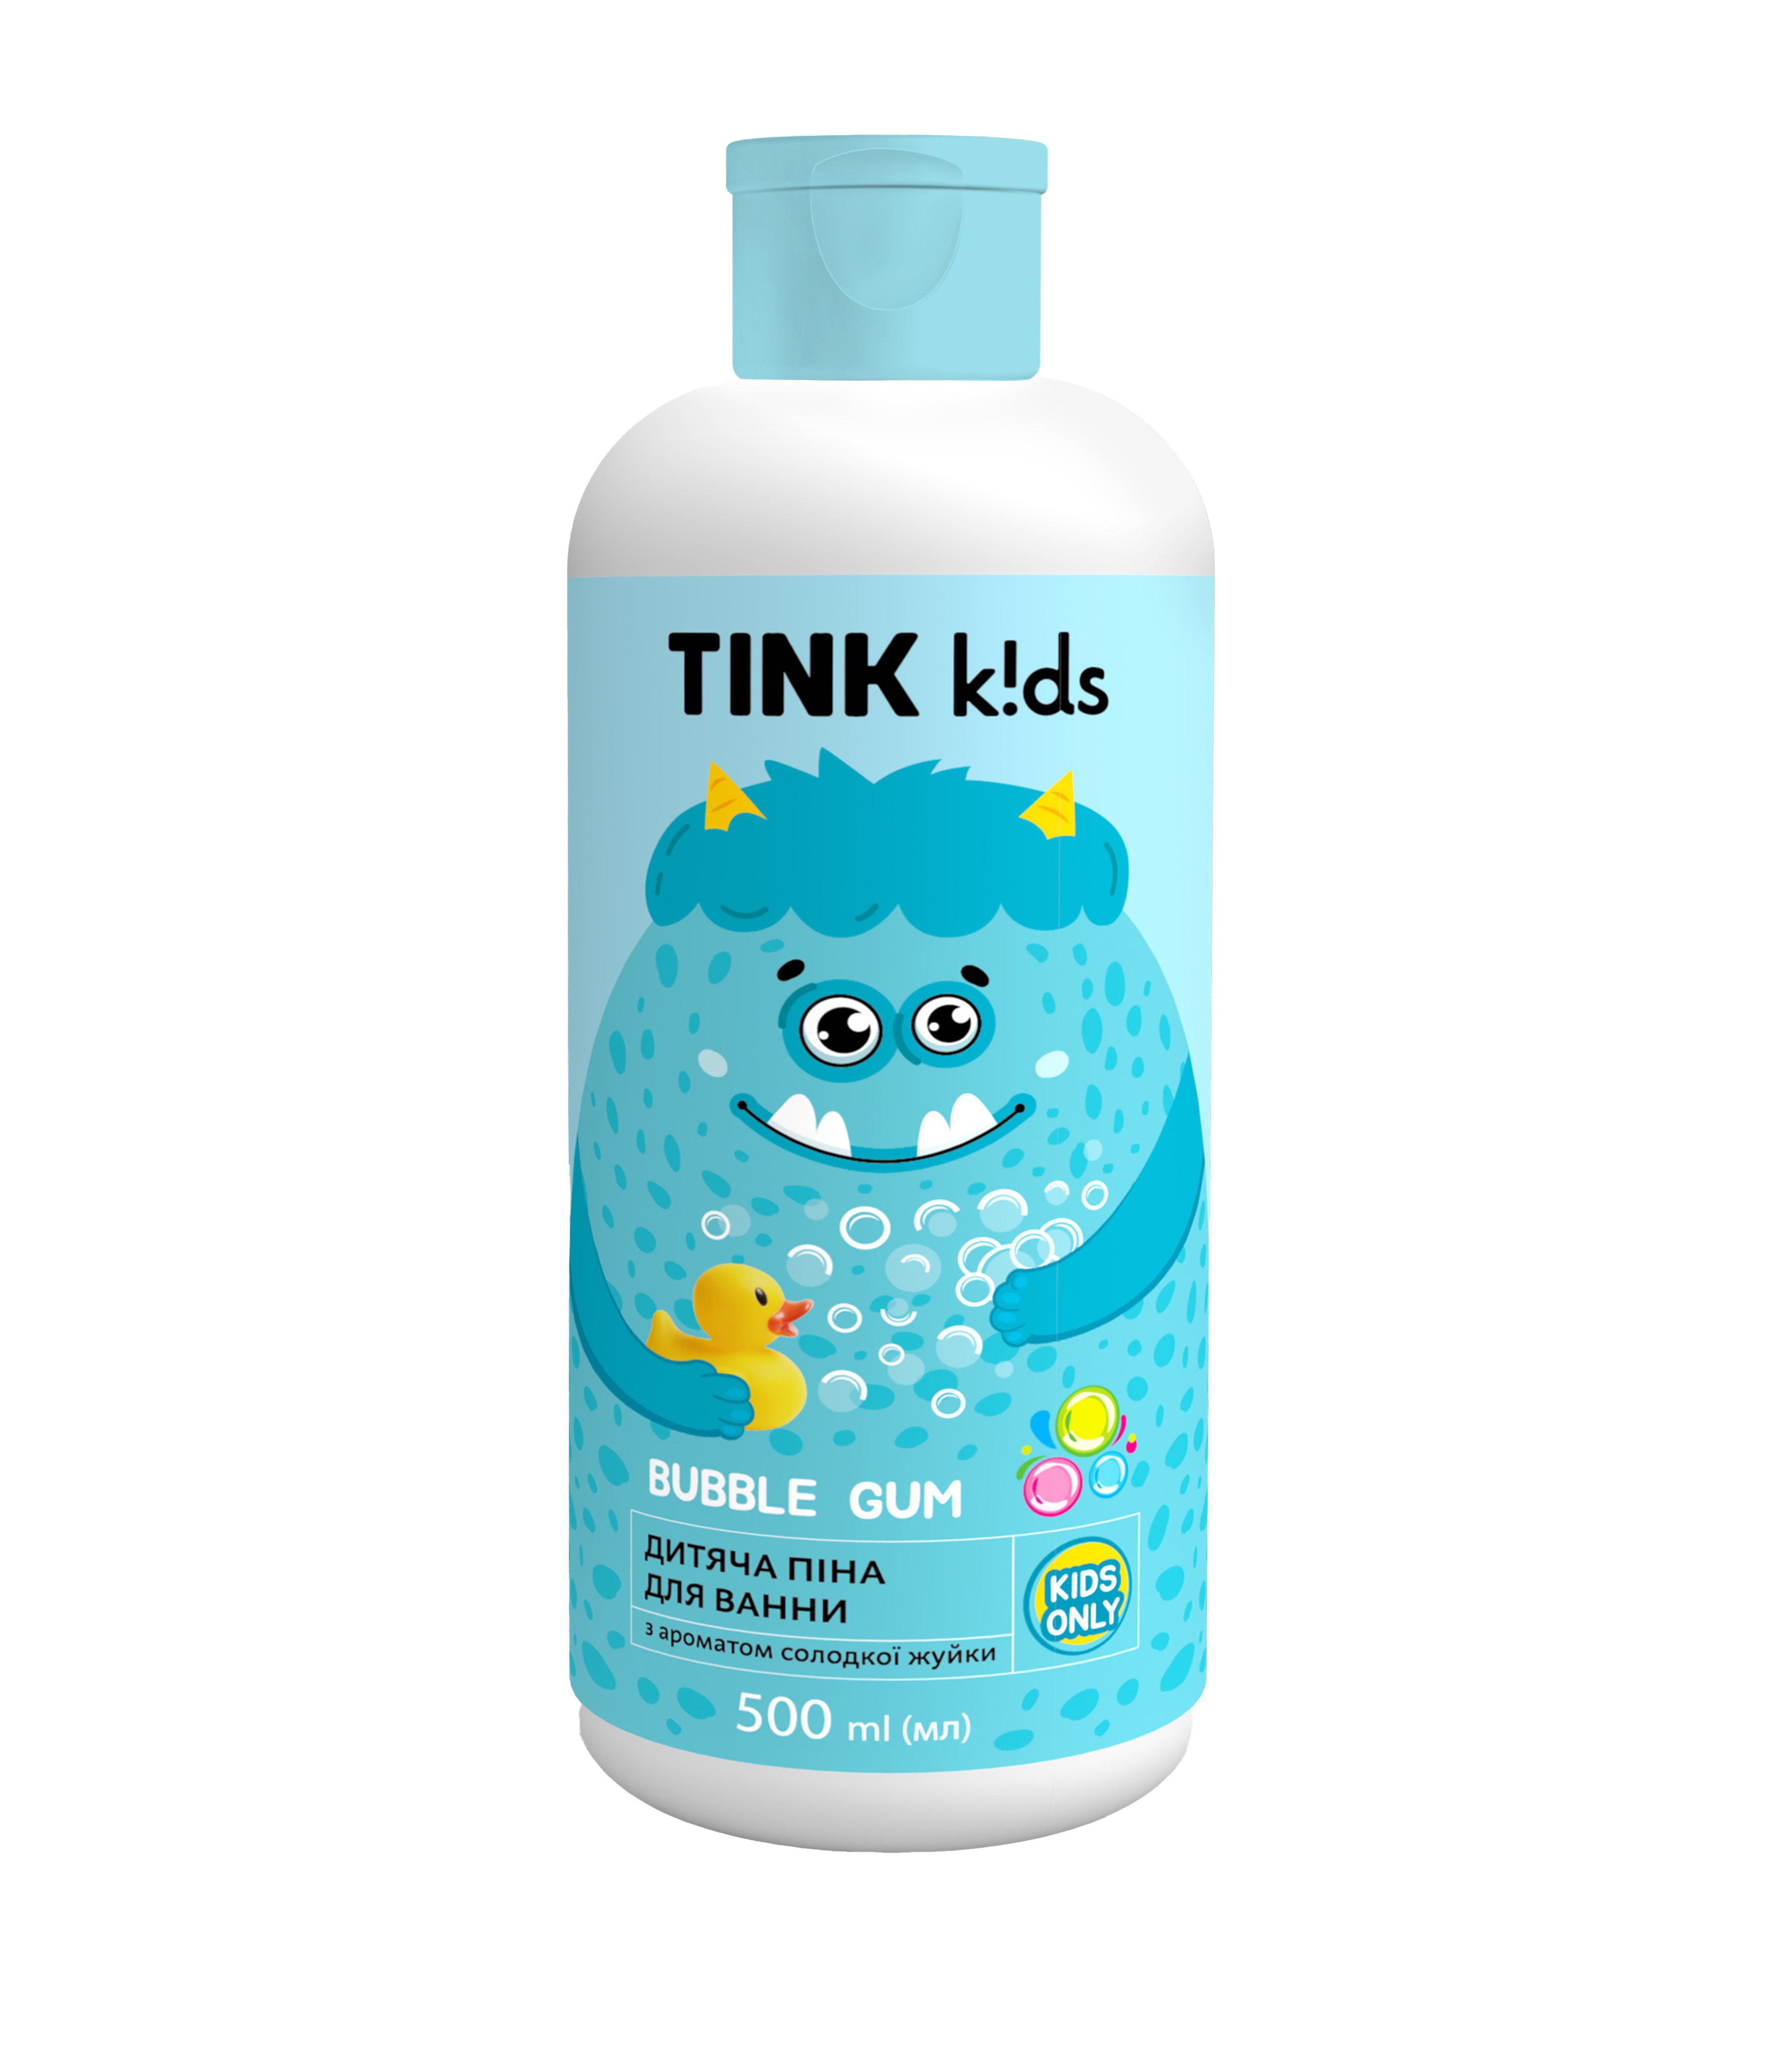 TINK k!ds
BUBBLE GUM
ДИТЯЧА ПІНА
ДЛЯ ВАННИ
з ароматом солодкої жуйки
KIDS
ONLY
500 ml (мл)